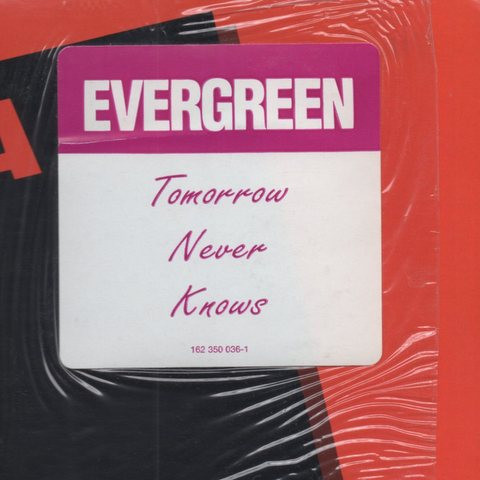 EVERGREEN
Tomorrow
Never
Knows
162 350 036-1